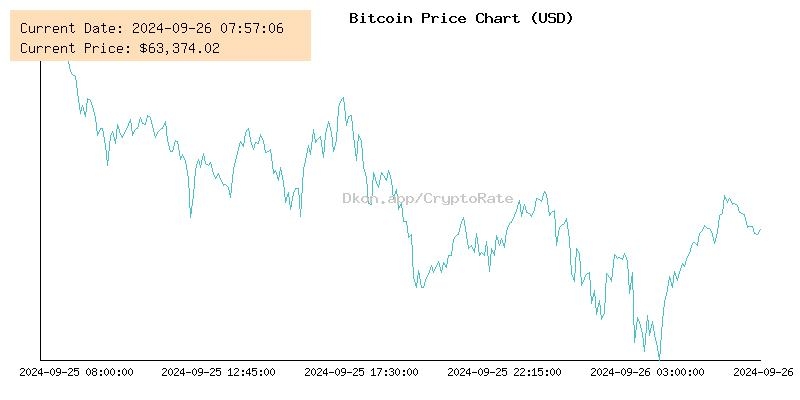 Bitcoin Price Chart (USD)
Current Date: 2024-09-26 07:57:06
Current Price: $63,374.02
Dkon.app/CryptoRate
2024-09-25 08:00:00 2024-09-25 12:45:00 2024-09-25 17:30:00 2024-09-25 22:15:00 2024-09-26 03:00:00 2024-09-26